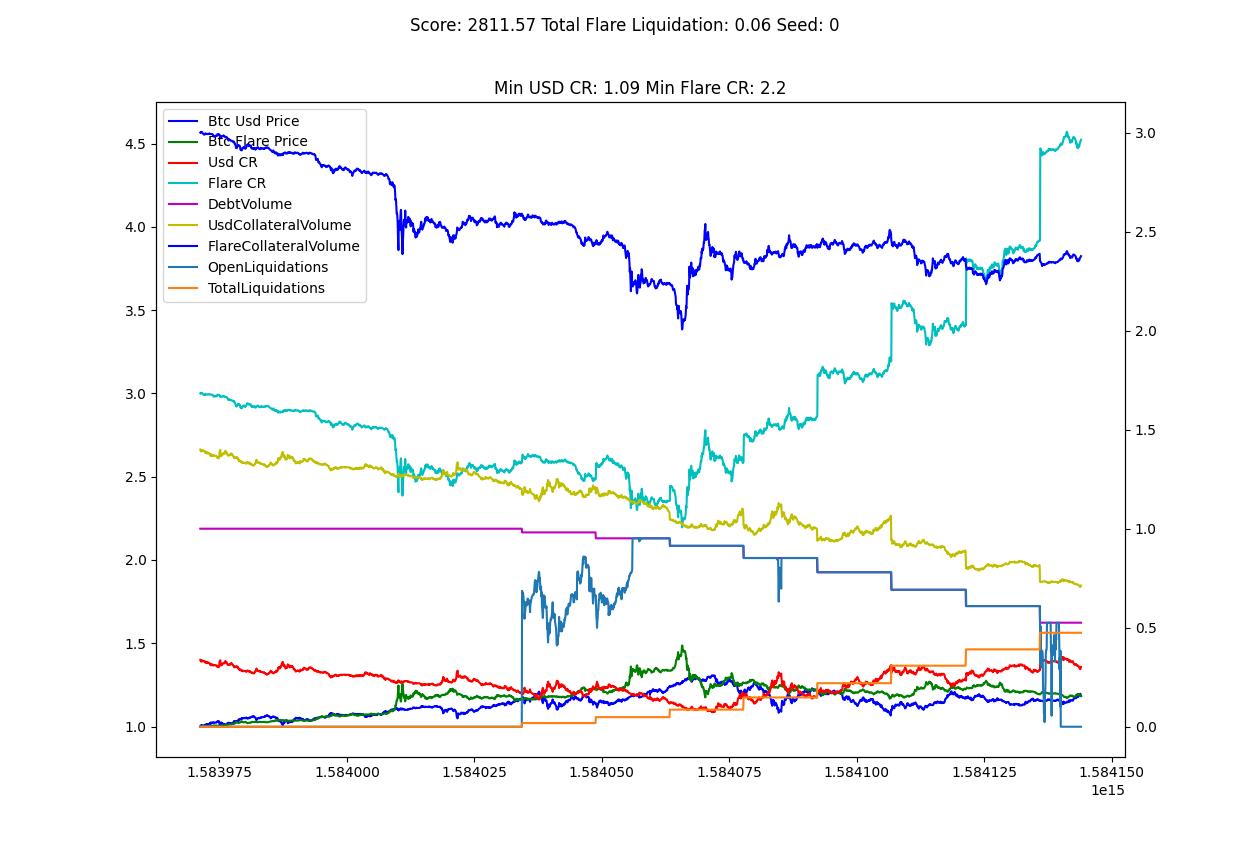 Score: 2811.57 Total Flare Liquidation: 0.06 Seed: 0
Min USD CR: 1.09 Min Flare CR: 2.2
Btc Usd Price
Btc Flare Price
Usd CR
Flare CR
DebtVolume
UsdCollateralVolume
FlareCollateralVolume
OpenLiquidations
TotalLiquidations
4.5
4.0
3.5
3.0
2.5
2.0
1.5
1.0
3.0
2.5
2.0
1.5
1.0
0.5
0.0
1.583975
1.584000
1.584025
1.584050
1.584075
1.584100
1.584125
1.584150
1e15